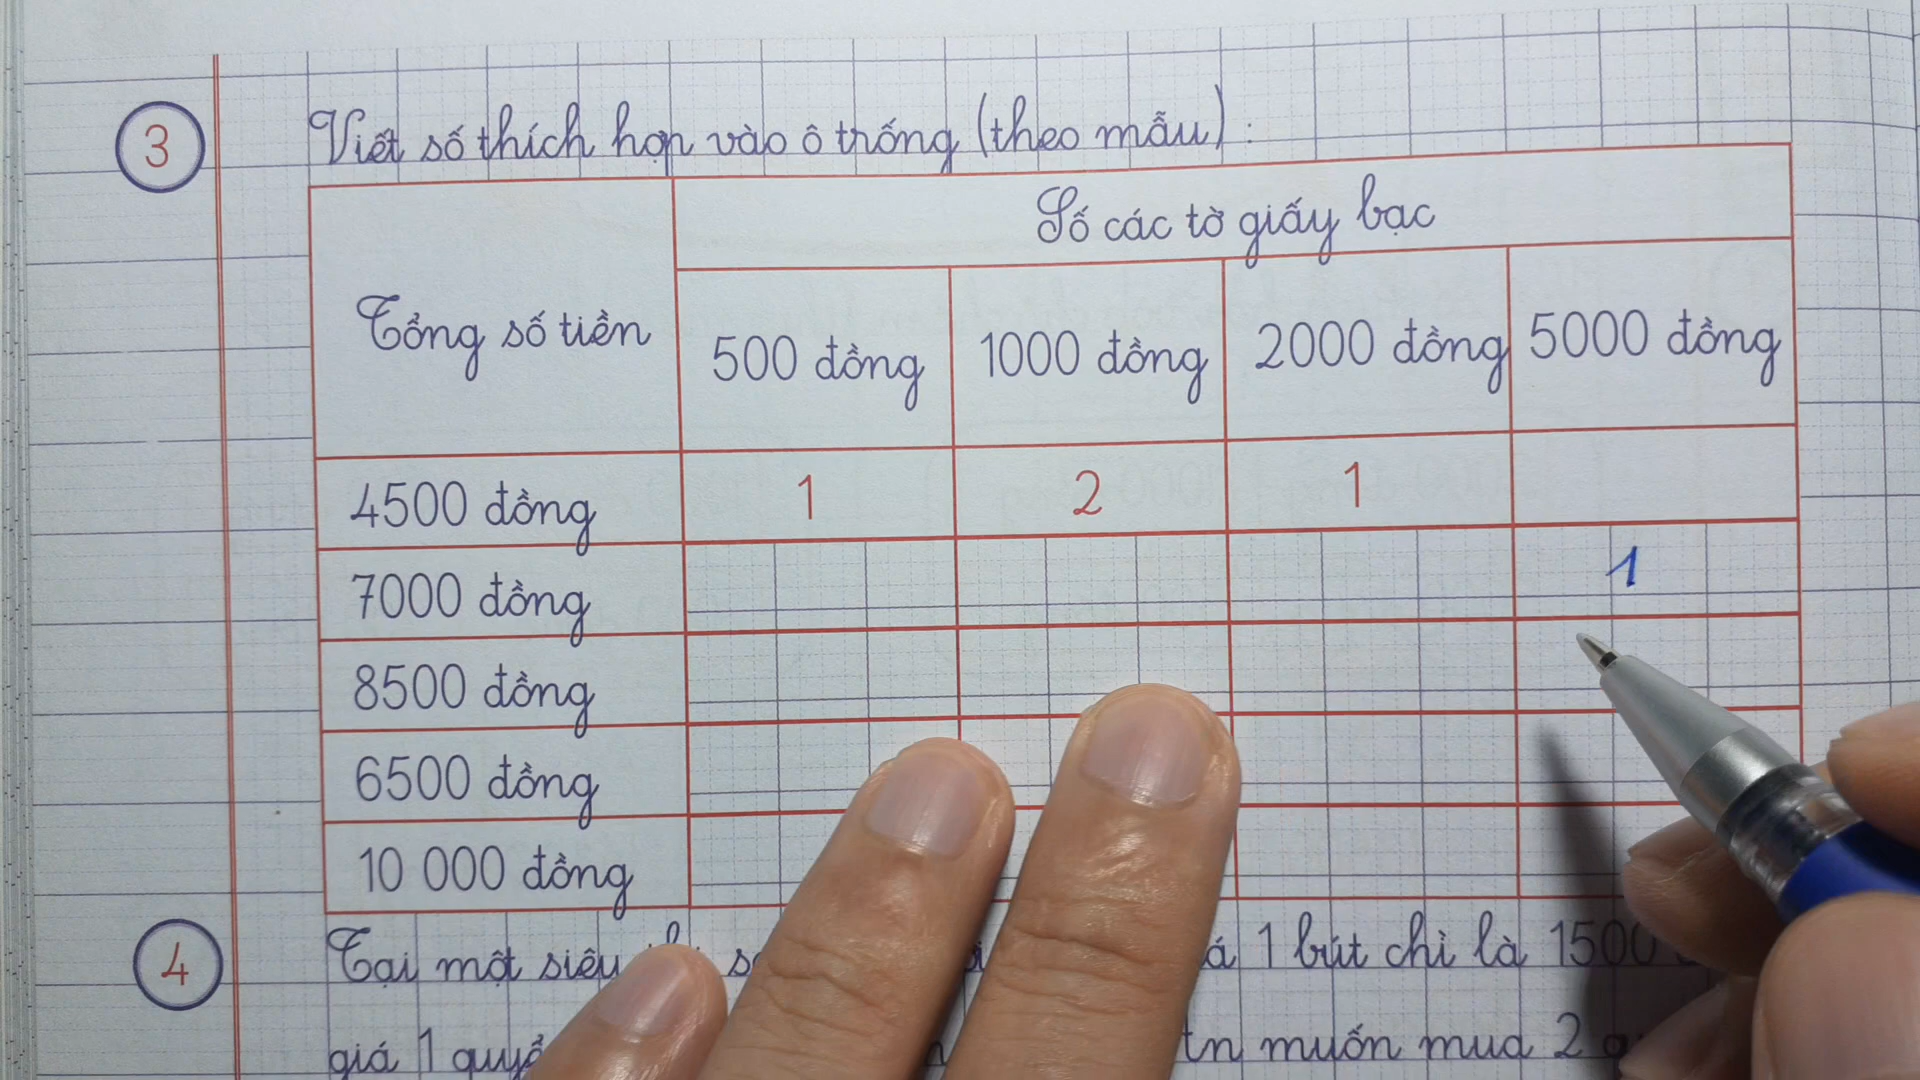 3 Viết số thích hợp vào ô trống (theo mẫu):
Tổng số tiền Số các tờ giấy bạc
500 đồng 1000 đồng 2000 đồng 5000 đồng
4500 đồng 1 2 1
7000 đồng 1
8500 đồng
6500 đồng
10 000 đồng
4 Tại một siêu 1 bút chì là 1500
giá 1 muốn mua 2